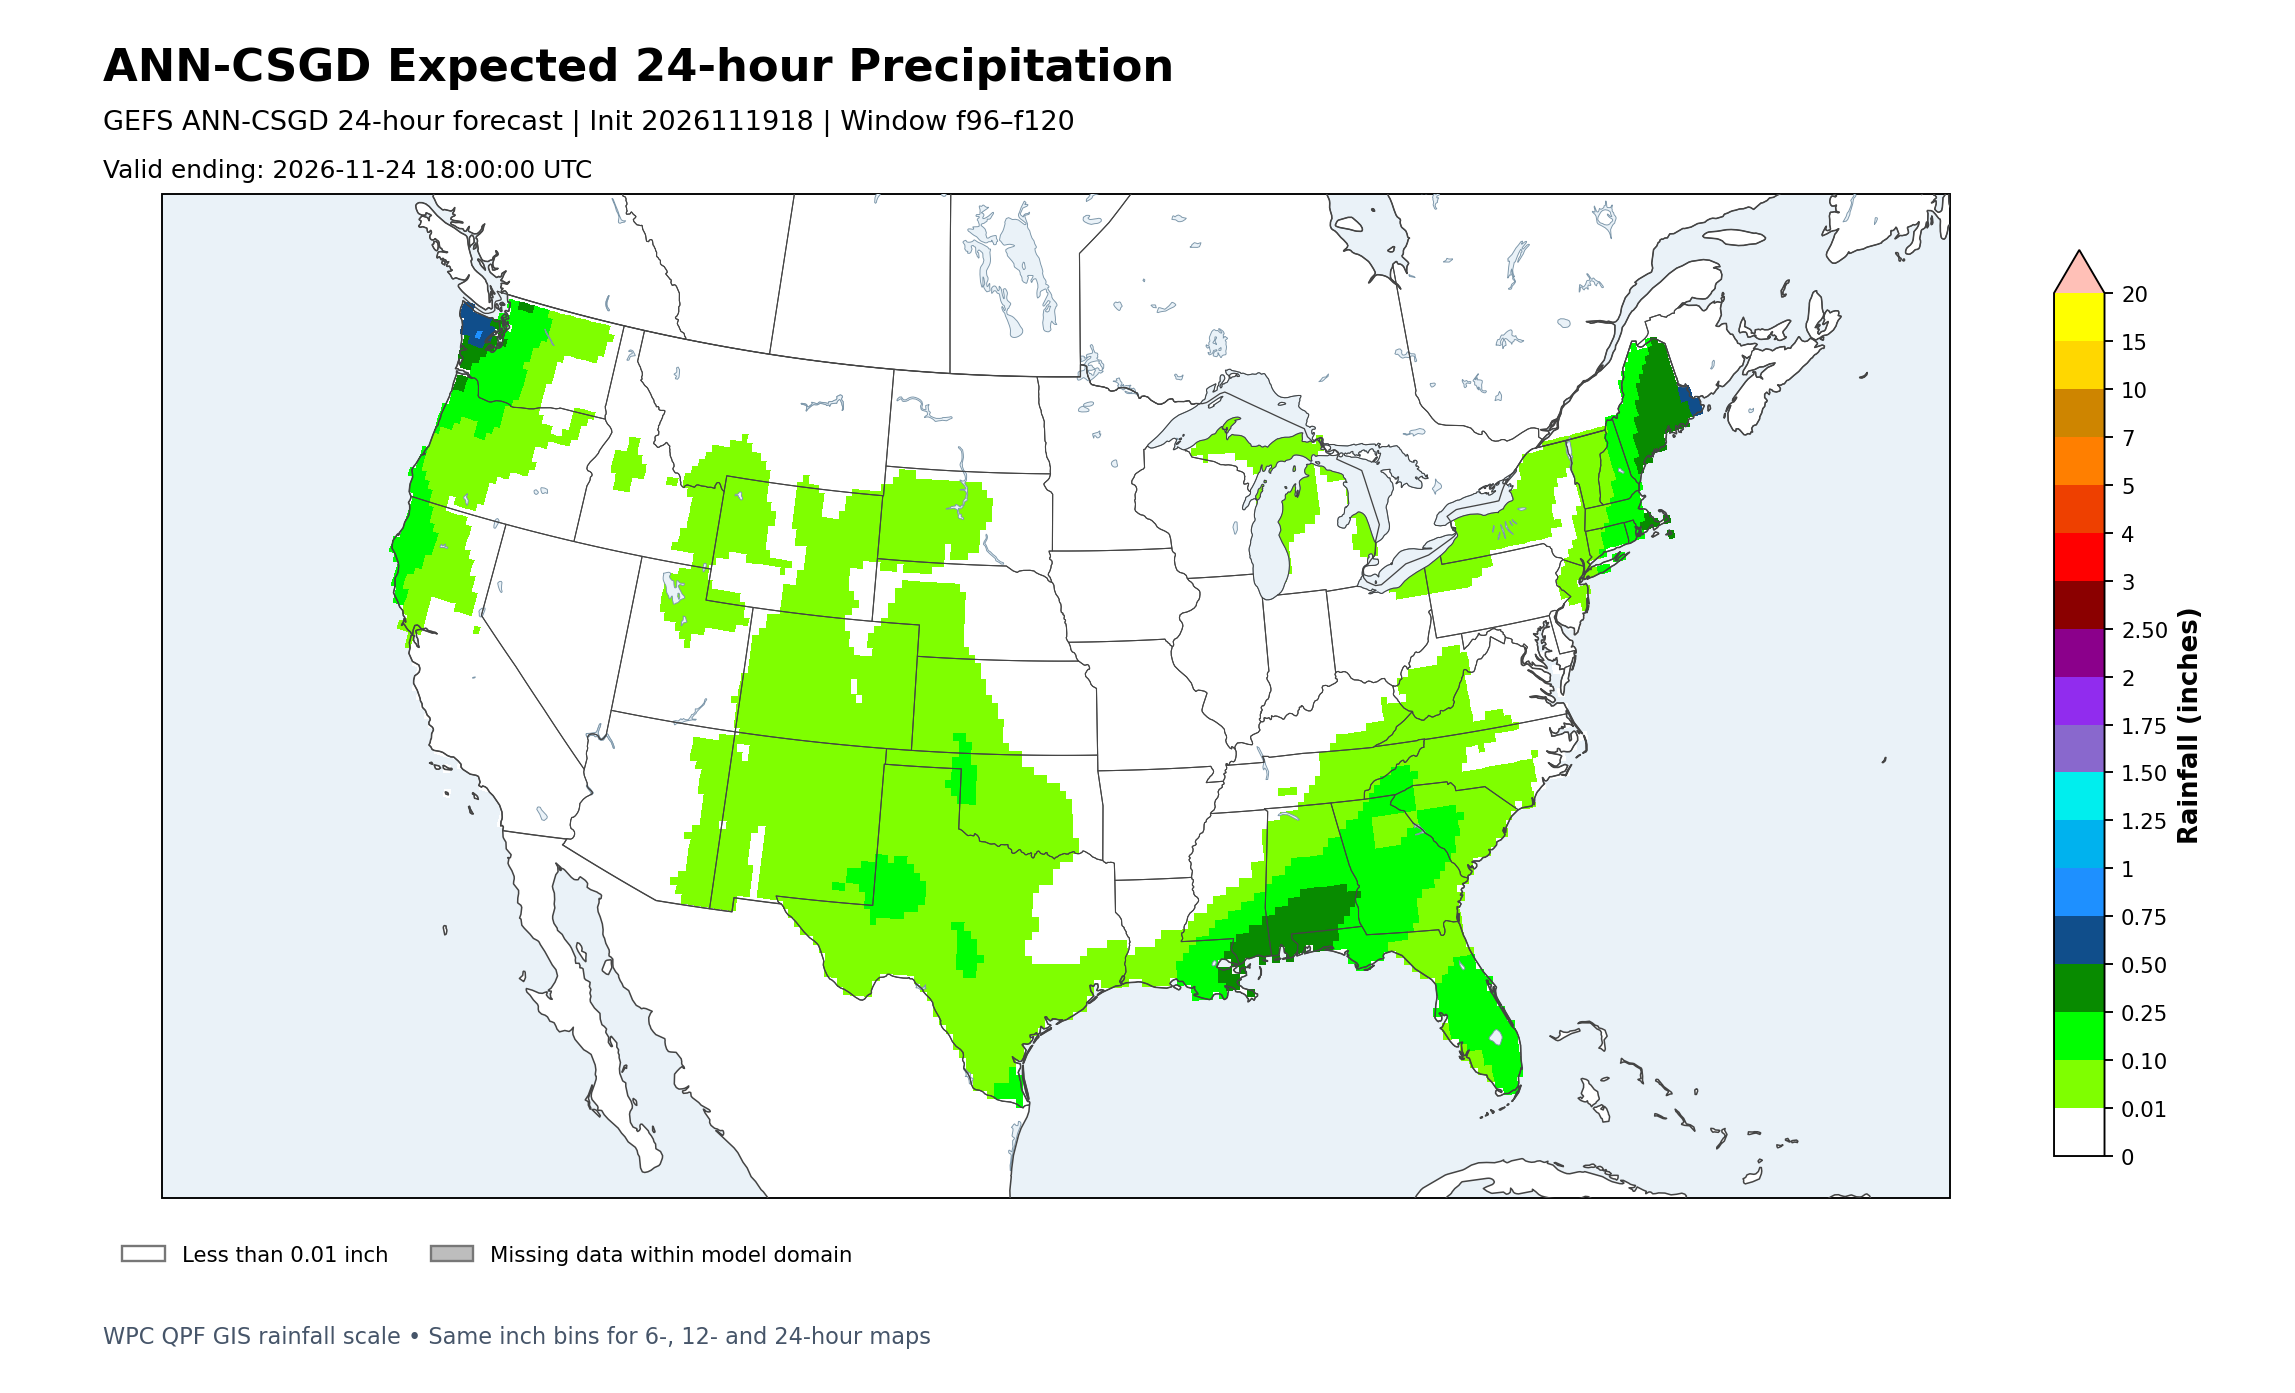 ANN-CSGD Expected 24-hour Precipitation
GEFS ANN-CSGD 24-hour forecast | Init 2026111918 | Window f96–f120
Valid ending: 2026-11-24 18:00:00 UTC
20
15
10
7
5
4
3
2.50
2
1.75
1.50
1.25
1
0.75
0.50
0.25
0.10
0.01
0
Rainfall (inches)
Less than 0.01 inch
Missing data within model domain
WPC QPF GIS rainfall scale • Same inch bins for 6-, 12- and 24-hour maps